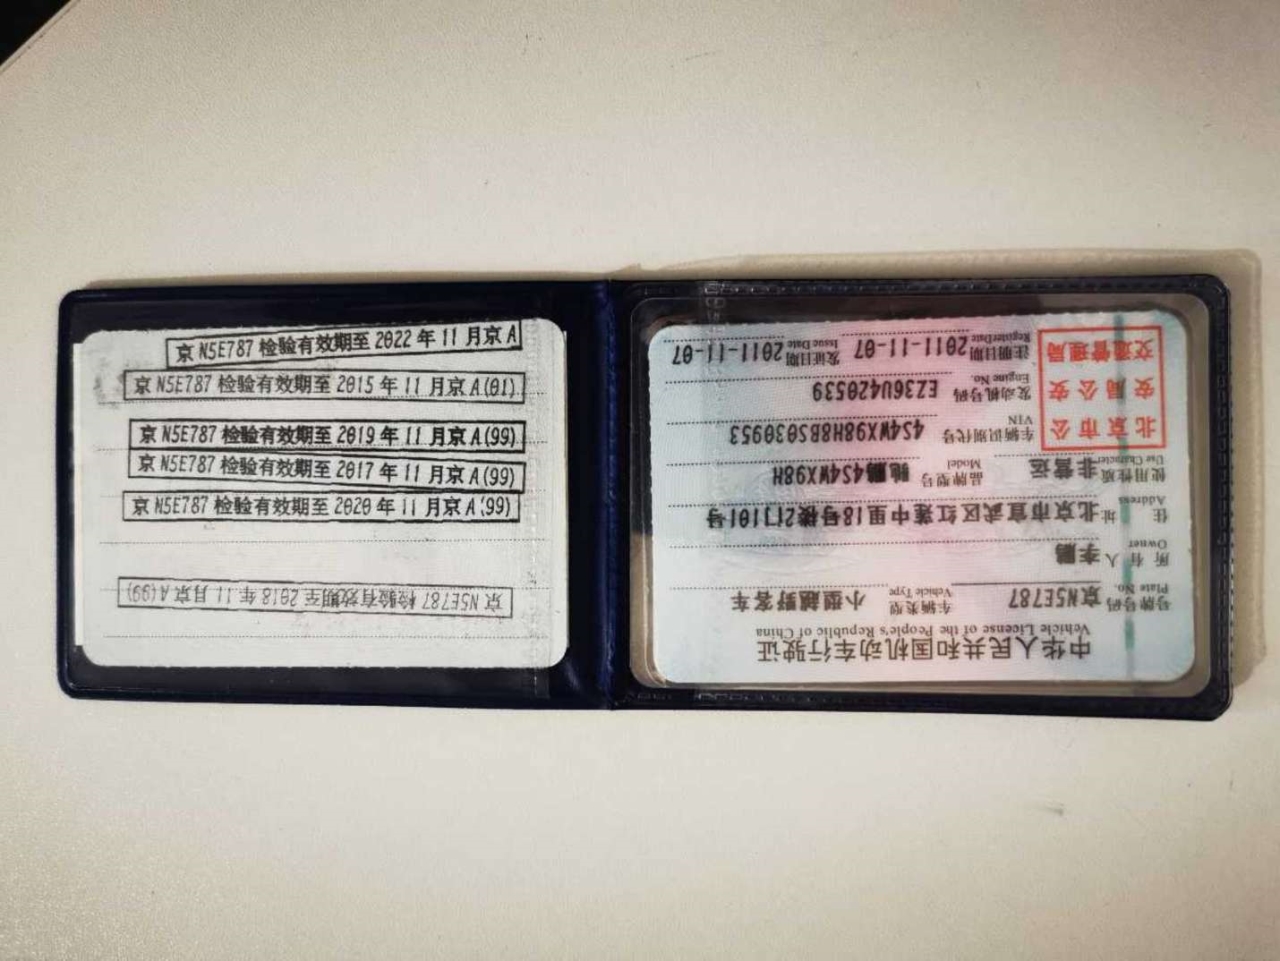 京N5E787检验有效期至2022年11月京A
京N5E787检验有效期至2015年11月京A(01)
京N5E787检验有效期至2019年11月京A(99)
京N5E787检验有效期至2017年11月京A(99)
京N5E787检验有效期至2020年11月京A(99)
京N5E787检验有效期至2018年11月京A(99)
中华人民共和国机动车行驶证
Vehicle License of the People's Republic of China
号牌号码 京N5E787 车辆类型 小型越野客车
Plate No. Vehicle Type
所有人 李鹏
Owner
住址 北京市宣武区红莲中里18号楼2门101号
Address
使用性质 非营运 品牌型号 驰鹏4S4WX98H
Use Character Model
北京市公
安局公安
交通管理局
车辆识别代号 4S4WX98H8BS030953
VIN
发动机号码 EZ36U420539
Engine No.
注册日期 2011-11-07 发证日期 2011-11-07
Register Date Issue Date